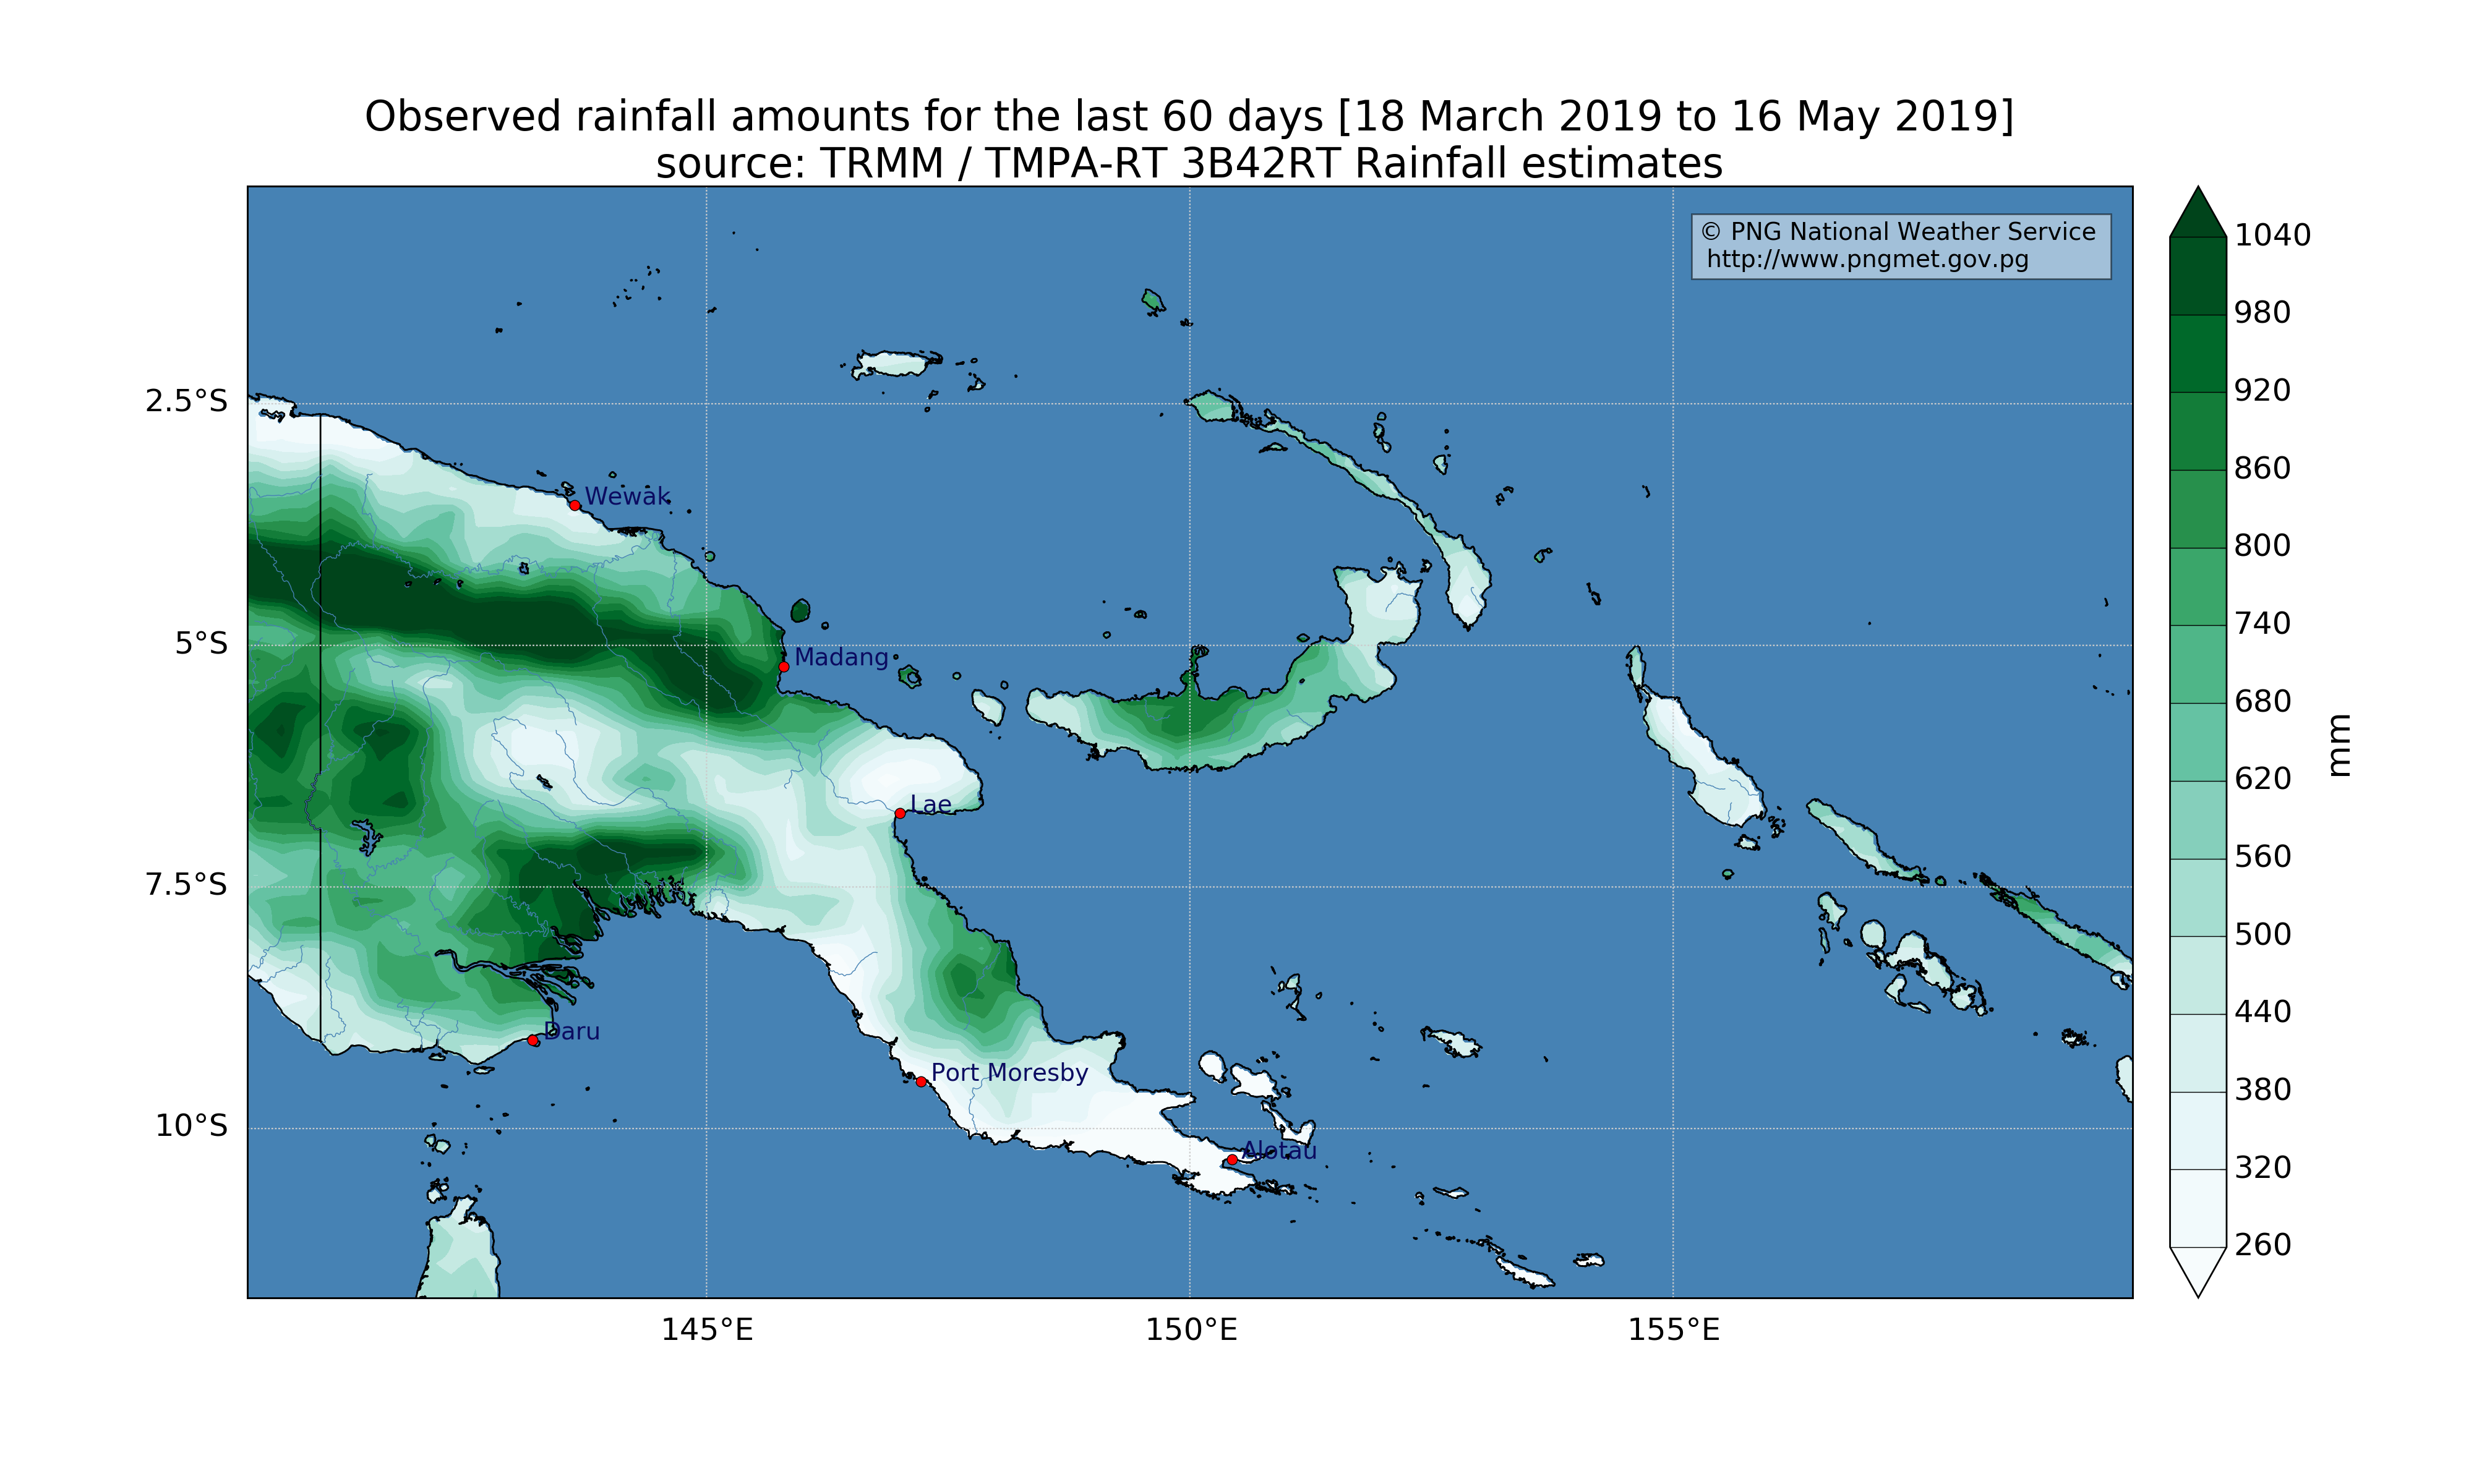 Observed rainfall amounts for the last 60 days [18 March 2019 to 16 May 2019]
source: TRMM / TMPA-RT 3B42RT Rainfall estimates
© PNG National Weather Service
http://www.pngmet.gov.pg
1040
980
920
860
800
740
680
620
560
500
440
380
320
260
mm
2.5°S
5°S
7.5°S
10°S
Wewak
Madang
Lae
Daru
Port Moresby
Alotau
145°E
150°E
155°E